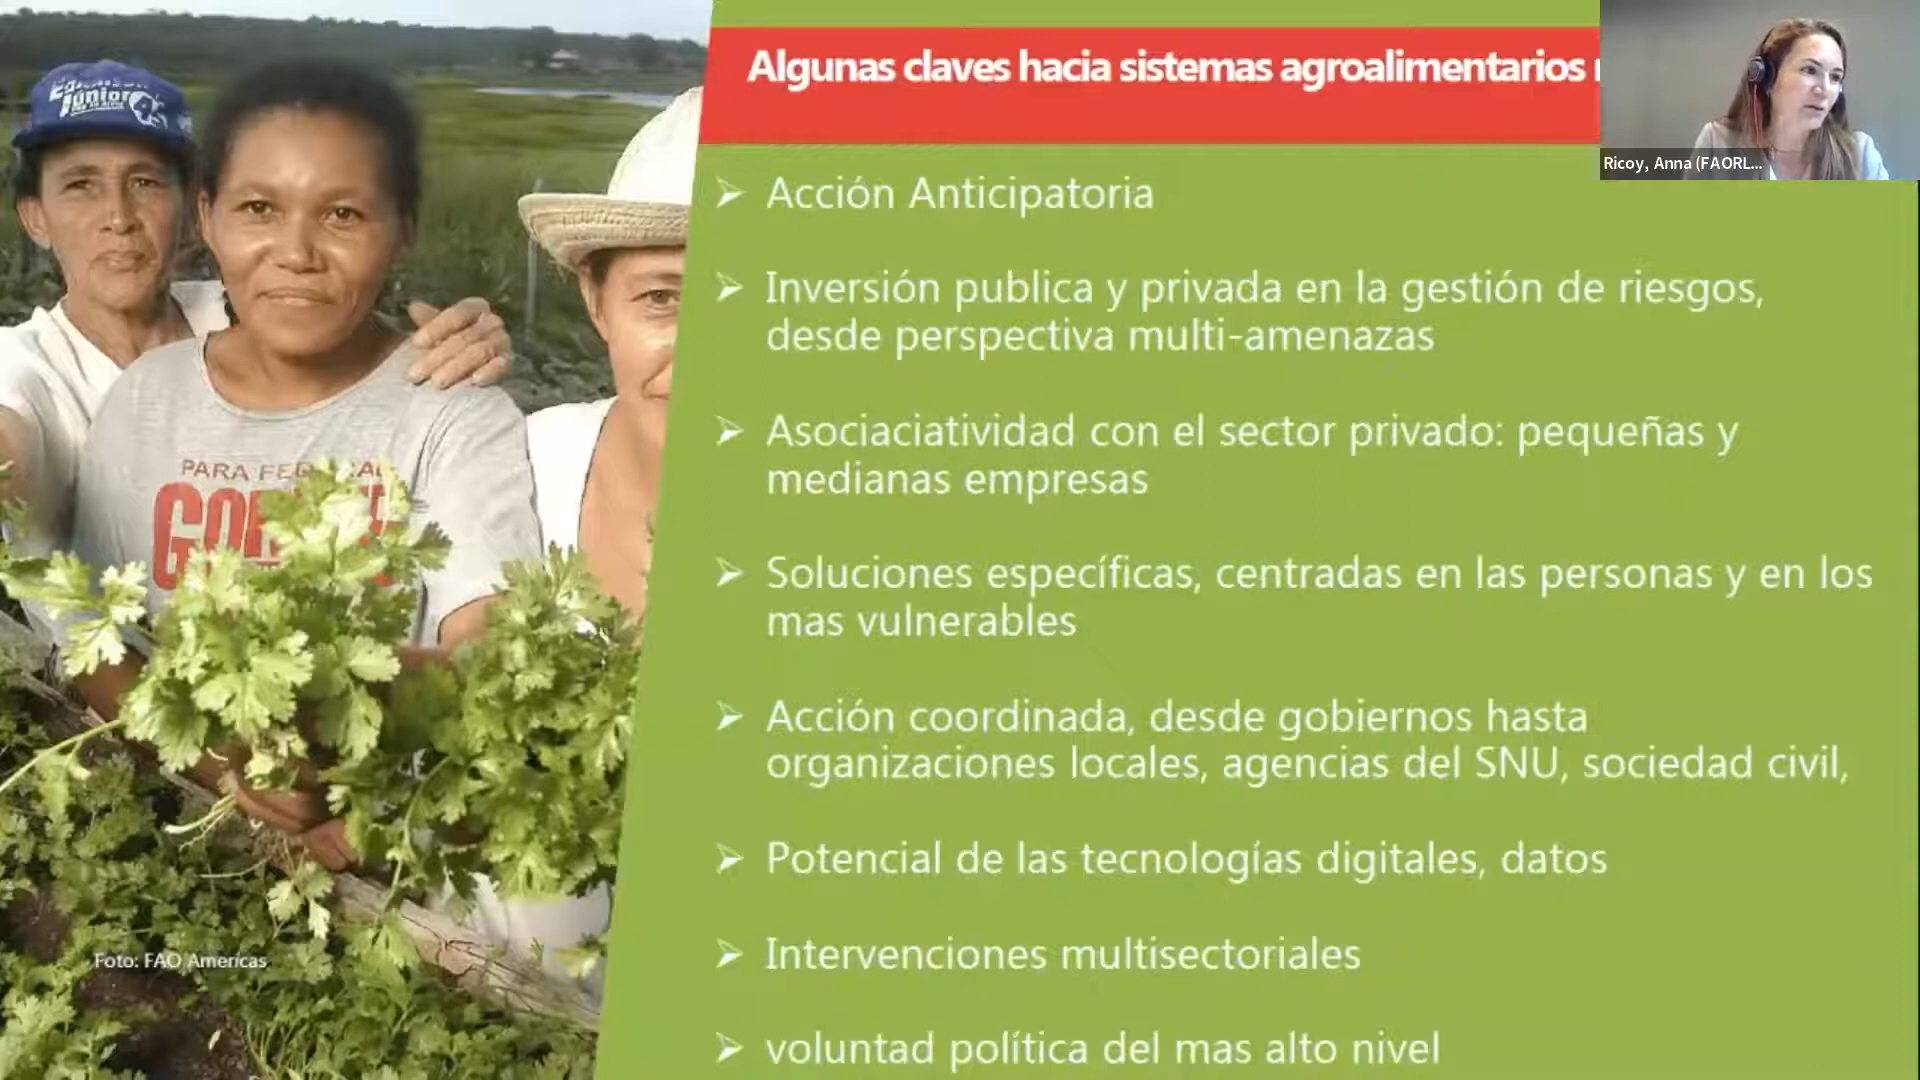 Algunas claves hacia sistemas agroalimentarios
Ricoy, Anna (FAORL...
➢ Acción Anticipatoria
➢ Inversión publica y privada en la gestión de riesgos,
desde perspectiva multi-amenazas
➢ Asociaciatividad con el sector privado: pequeñas y
medianas empresas
➢ Soluciones específicas, centradas en las personas y en los
mas vulnerables
➢ Acción coordinada, desde gobiernos hasta
organizaciones locales, agencias del SNU, sociedad civil,
➢ Potencial de las tecnologías digitales, datos
➢ Intervenciones multisectoriales
➢ voluntad política del mas alto nivel
Júnior
PARA
Foto: FAO Americas